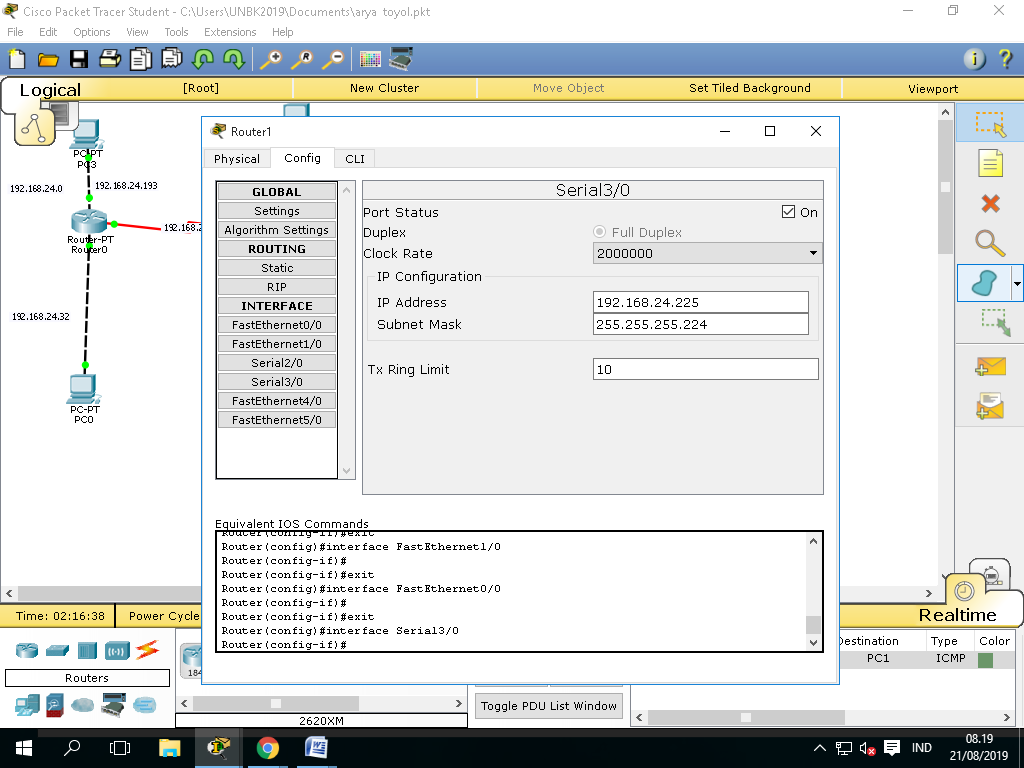 Cisco Packet Tracer Student - C:\Users\UNBK2019\Documents\arya toyol.pkt
File Edit Options View Tools Extensions Help
Logical [Root] New Cluster Move Object Set Tiled Background Viewport
PC-PT
PC3
192.168.24.0 192.168.24.193
Router-PT
Router0
192.168.2
192.168.24.32
PC-PT
PC0
Router1
Physical Config CLI
GLOBAL
Settings
Algorithm Settings
ROUTING
Static
RIP
INTERFACE
FastEthernet0/0
FastEthernet1/0
Serial2/0
Serial3/0
FastEthernet4/0
FastEthernet5/0
Serial3/0
Port Status On
Duplex Full Duplex
Clock Rate 2000000
IP Configuration
IP Address 192.168.24.225
Subnet Mask 255.255.255.224
Tx Ring Limit 10
Equivalent IOS Commands
Router(config-if)#exit
Router(config)#interface FastEthernet1/0
Router(config-if)#
Router(config-if)#exit
Router(config)#interface FastEthernet0/0
Router(config-if)#
Router(config-if)#exit
Router(config)#interface Serial3/0
Router(config-if)#
Time: 02:16:38 Power Cycle
Realtime
Routers
184
2620XM
Toggle PDU List Window
Destination Type Color
PC1 ICMP
IND
08.19
21/08/2019